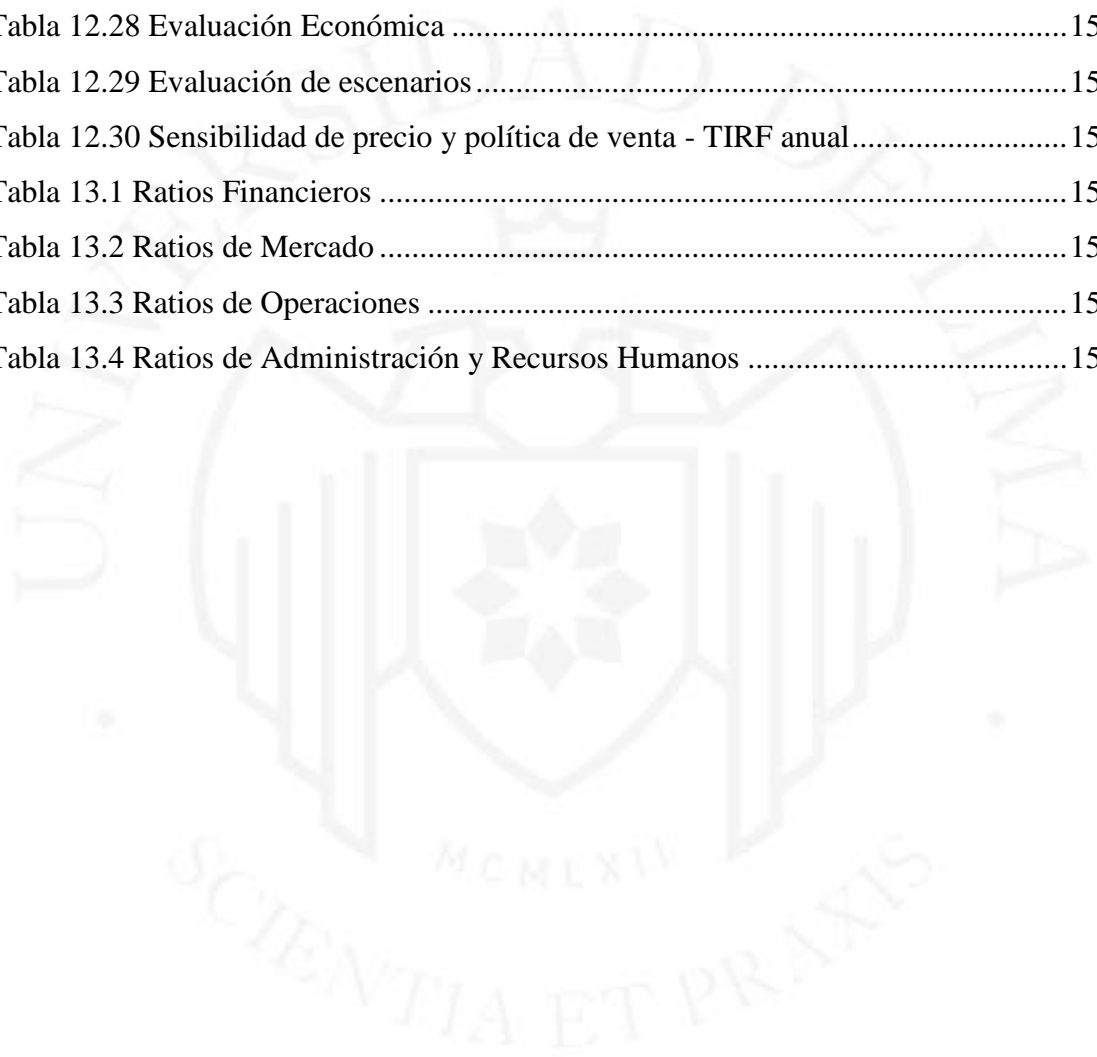 Tabla 12.28 Evaluación Económica ........................................................................ 15
Tabla 12.29 Evaluación de escenarios ..................................................................... 15
Tabla 12.30 Sensibilidad de precio y política de venta - TIRF anual ......................... 15
Tabla 13.1 Ratios Financieros ................................................................................ 15
Tabla 13.2 Ratios de Mercado ................................................................................ 15
Tabla 13.3 Ratios de Operaciones ........................................................................... 15
Tabla 13.4 Ratios de Administración y Recursos Humanos ..................................... 15
UNIVERSIDAD DE LIMA
MCMLXII
SCIENTIA ET PRAXIS